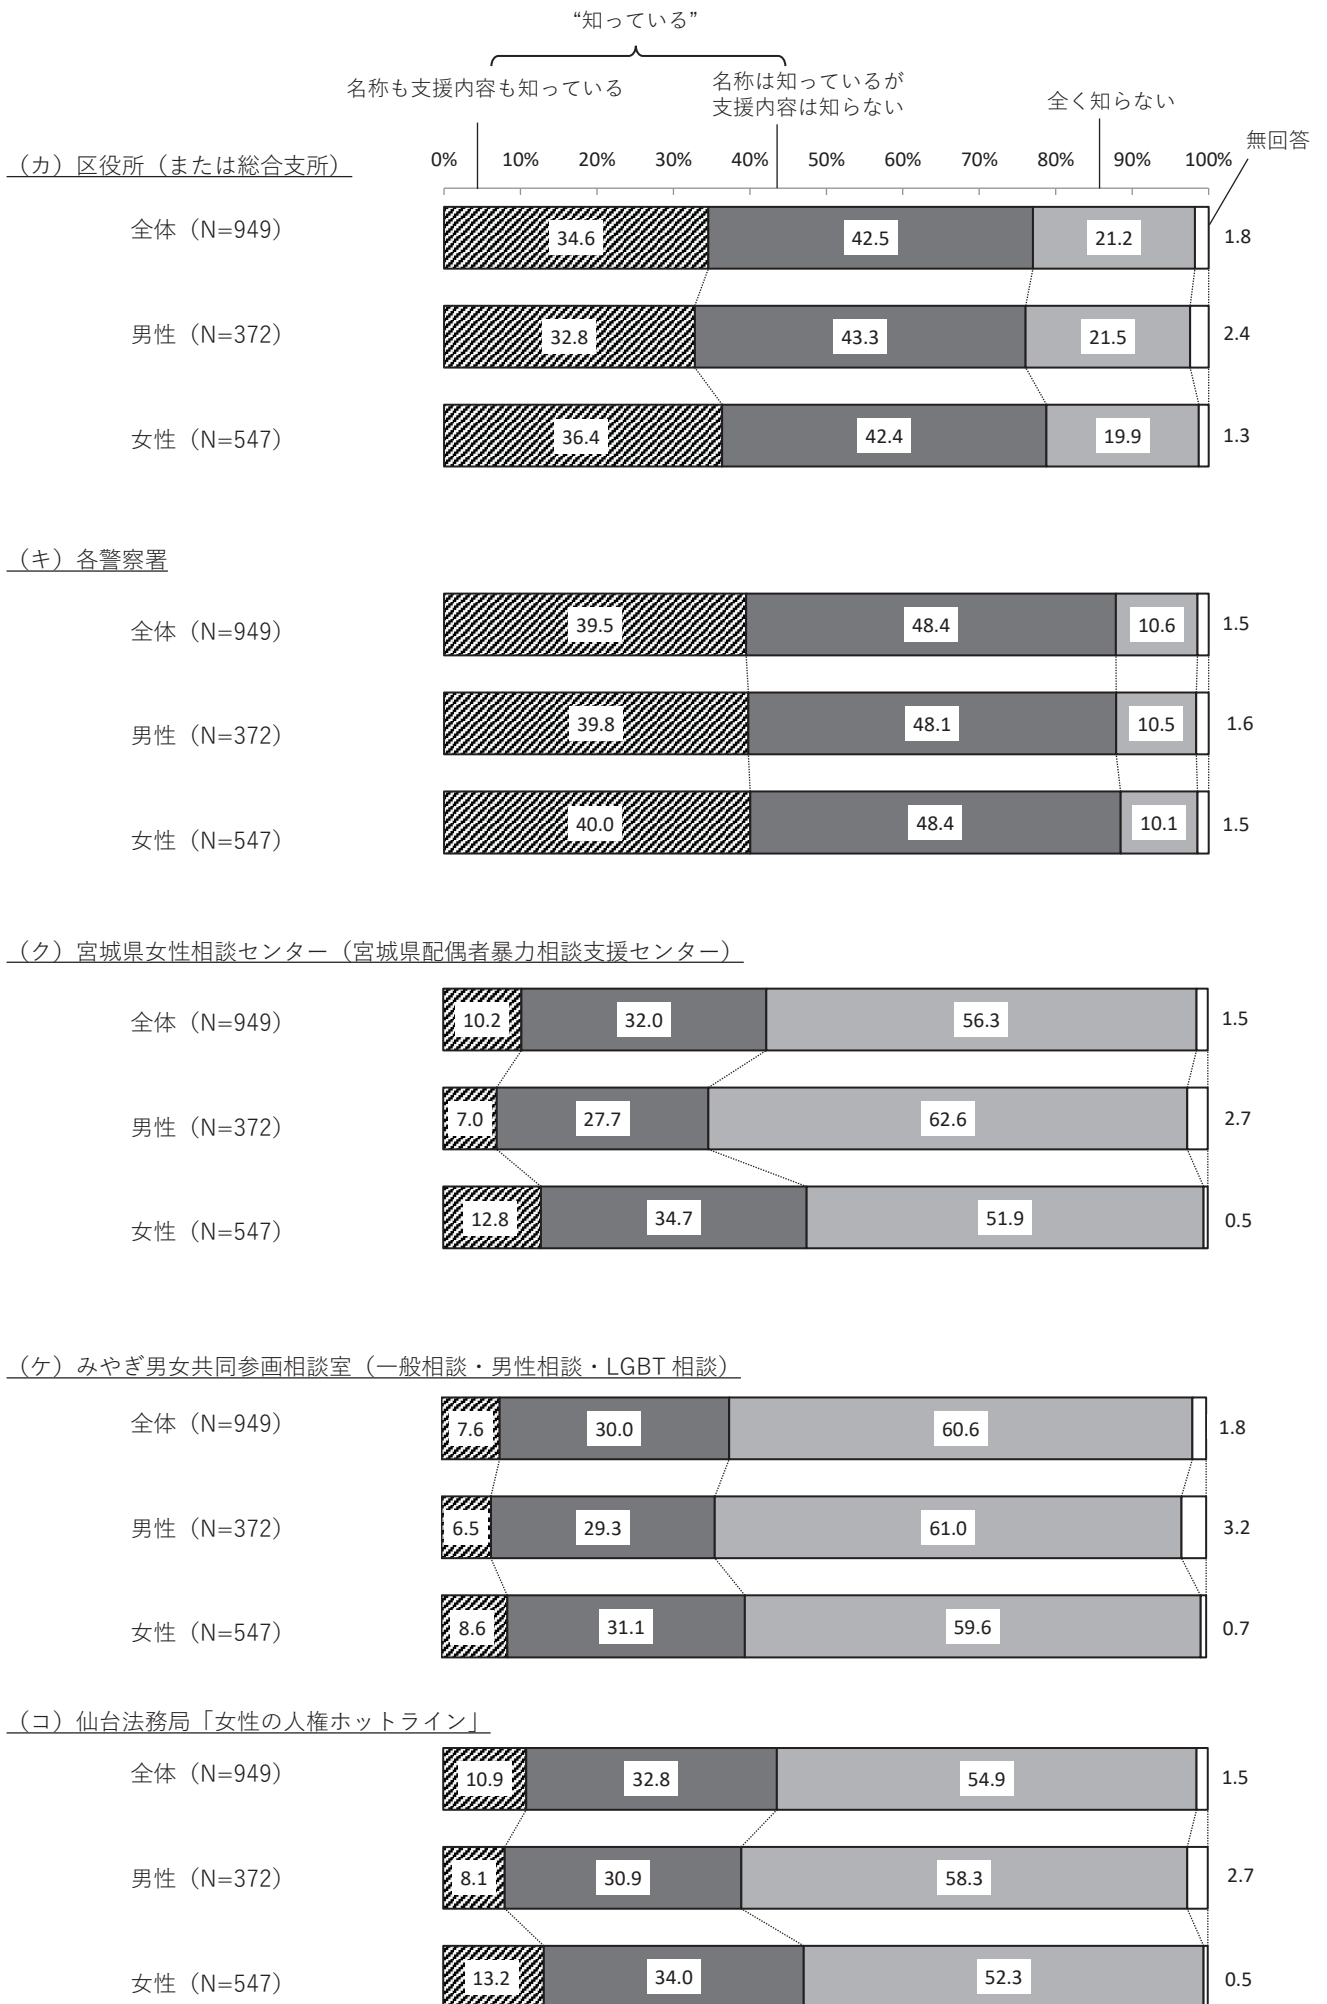 “知っている”
名称も支援内容も知っている
名称は知っているが
支援内容は知らない
全く知らない
無回答
（カ）区役所（または総合支所）
0% 10% 20% 30% 40% 50% 60% 70% 80% 90% 100%
全体（N=949） 34.6 42.5 21.2 1.8
男性（N=372） 32.8 43.3 21.5 2.4
女性（N=547） 36.4 42.4 19.9 1.3
（キ）各警察署
全体（N=949） 39.5 48.4 10.6 1.5
男性（N=372） 39.8 48.1 10.5 1.6
女性（N=547） 40.0 48.4 10.1 1.5
（ク）宮城県女性相談センター（宮城県配偶者暴力相談支援センター）
全体（N=949） 10.2 32.0 56.3 1.5
男性（N=372） 7.0 27.7 62.6 2.7
女性（N=547） 12.8 34.7 51.9 0.5
（ケ）みやぎ男女共同参画相談室（一般相談・男性相談・LGBT 相談）
全体（N=949） 7.6 30.0 60.6 1.8
男性（N=372） 6.5 29.3 61.0 3.2
女性（N=547） 8.6 31.1 59.6 0.7
（コ）仙台法務局「女性の人権ホットライン」
全体（N=949） 10.9 32.8 54.9 1.5
男性（N=372） 8.1 30.9 58.3 2.7
女性（N=547） 13.2 34.0 52.3 0.5